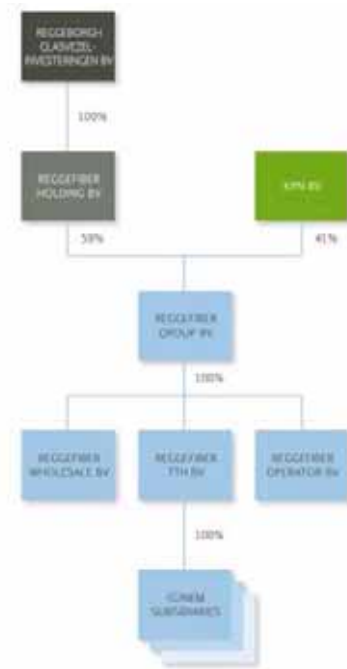 REGGEBORGH
GLASVEZEL-
INVESTERINGEN BV
100%
REGGEFIBER
HOLDING BV
KPN BV
59%
41%
REGGEFIBER
GROUP BV
100%
REGGEFIBER
WHOLESALE BV
REGGEFIBER
TTH BV
REGGEFIBER
OPERATOR BV
100%
SUBSIDIARIES